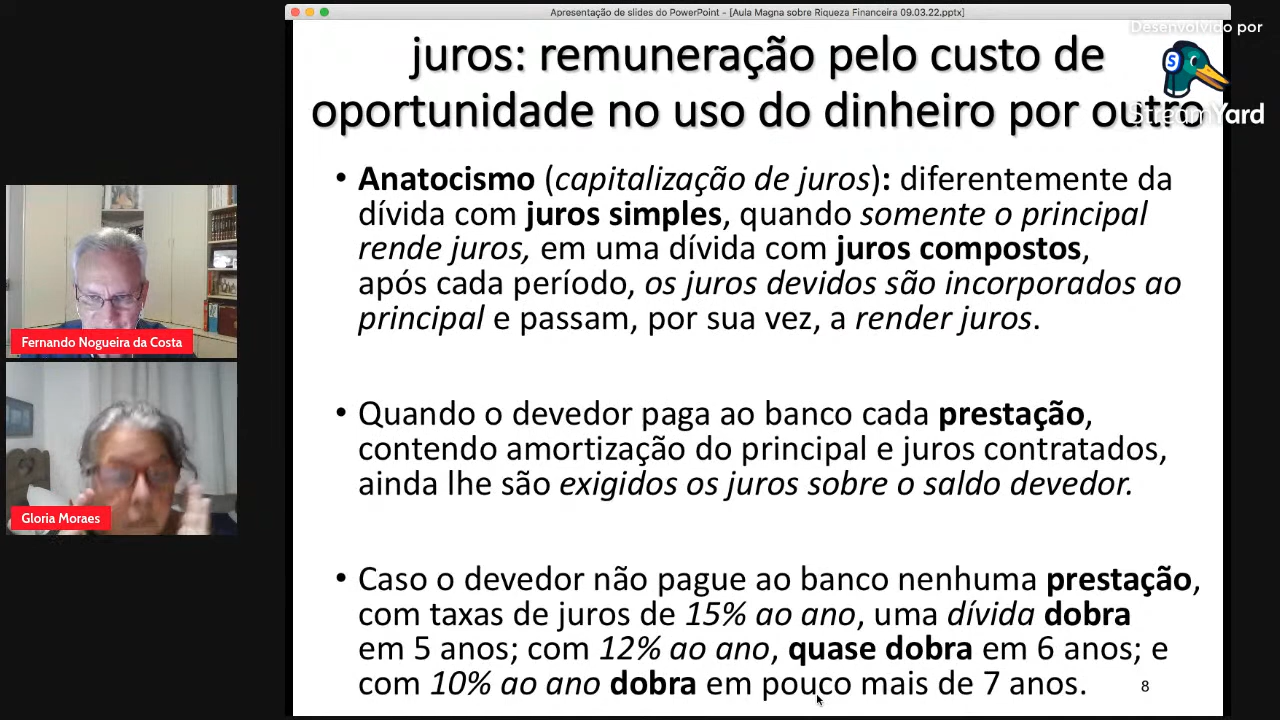 Apresentação de slides do PowerPoint - [Aula Magna sobre Riqueza Financeira 09.03.22.pptx]
Desenvolvido por
S
StreamYard
juros: remuneração pelo custo de
oportunidade no uso do dinheiro por outro
• Anatocismo (capitalização de juros): diferentemente da
dívida com juros simples, quando somente o principal
rende juros, em uma dívida com juros compostos,
após cada período, os juros devidos são incorporados ao
principal e passam, por sua vez, a render juros.
• Quando o devedor paga ao banco cada prestação,
contendo amortização do principal e juros contratados,
ainda lhe são exigidos os juros sobre o saldo devedor.
• Caso o devedor não pague ao banco nenhuma prestação,
com taxas de juros de 15% ao ano, uma dívida dobra
em 5 anos; com 12% ao ano, quase dobra em 6 anos; e
com 10% ao ano dobra em pouco mais de 7 anos.
8
Fernando Nogueira da Costa
Gloria Moraes